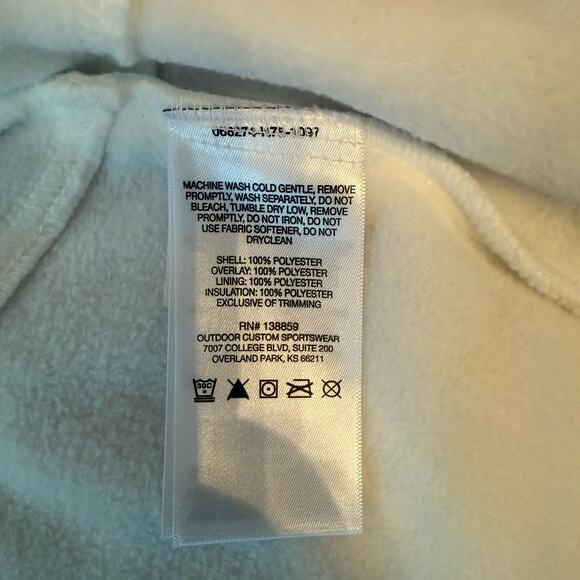 MACHINE WASH COLD GENTLE, REMOVE
PROMPTLY, WASH SEPARATELY, DO NOT
BLEACH, TUMBLE DRY LOW, REMOVE
PROMPTLY, DO NOT IRON, DO NOT
USE FABRIC SOFTENER, DO NOT
DRYCLEAN
SHELL: 100% POLYESTER
OVERLAY: 100% POLYESTER
LINING: 100% POLYESTER
INSULATION: 100% POLYESTER
EXCLUSIVE OF TRIMMING
RN# 138859
OUTDOOR CUSTOM SPORTSWEAR
7007 COLLEGE BLVD, SUITE 200
OVERLAND PARK, KS 66211
30C